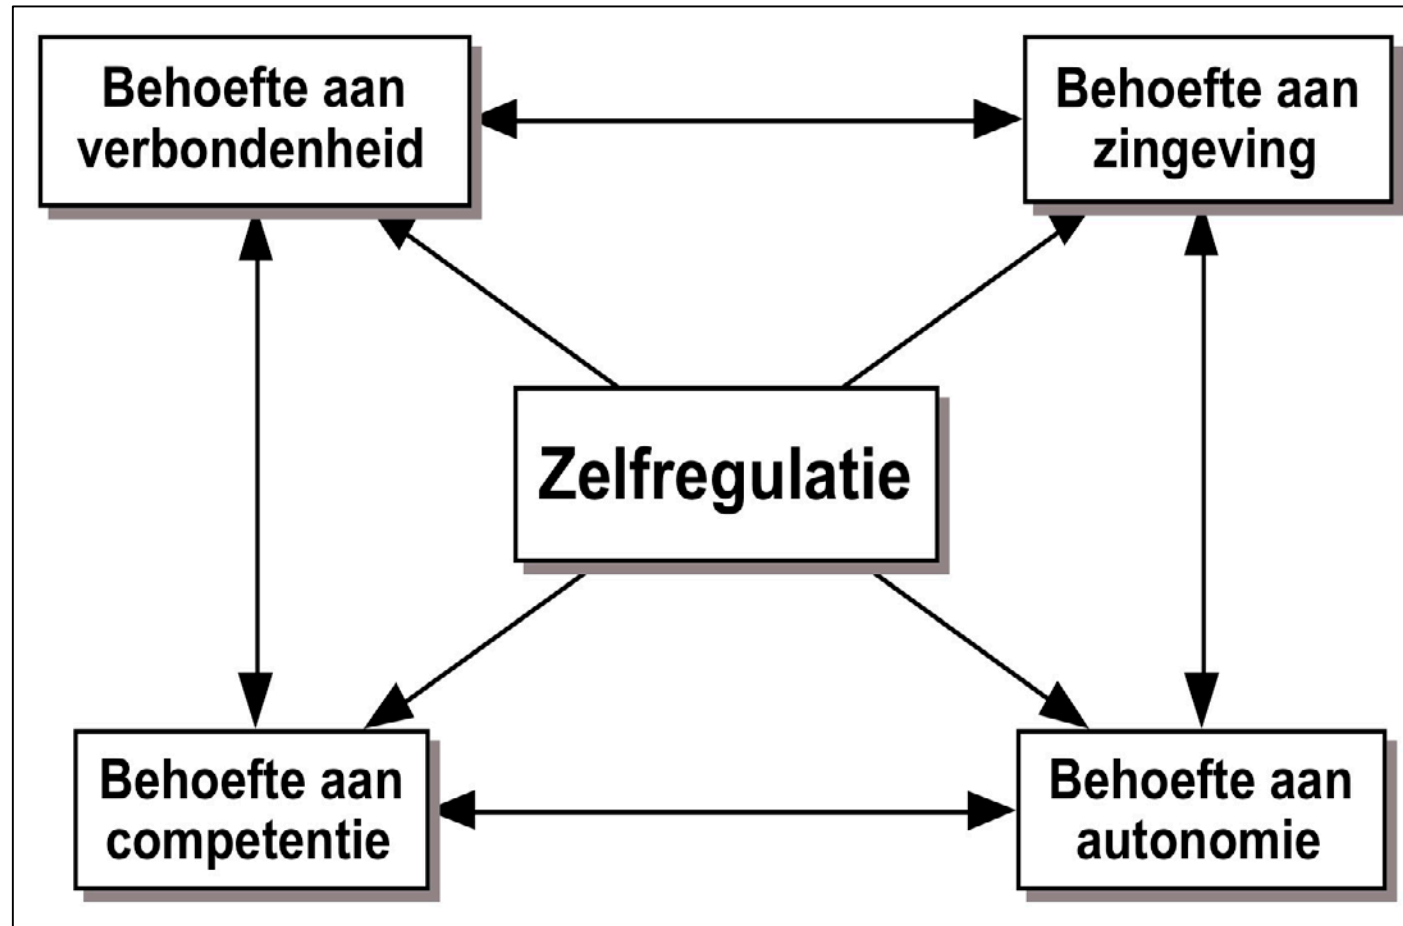 Behoefte aan
verbondenheid
Behoefte aan
zingeving
Zelfregulatie
Behoefte aan
competentie
Behoefte aan
autonomie